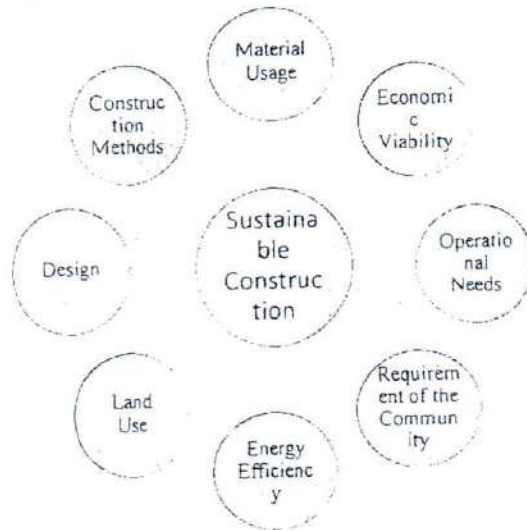 Material
Usage
Economi
c
Viability
Operatio
nal
Needs
Requirem
ent of the
Commun
ity
Energy
Efficienc
y
Land
Use
Design
Construc
tion
Methods
Sustaina
ble
Construc
tion